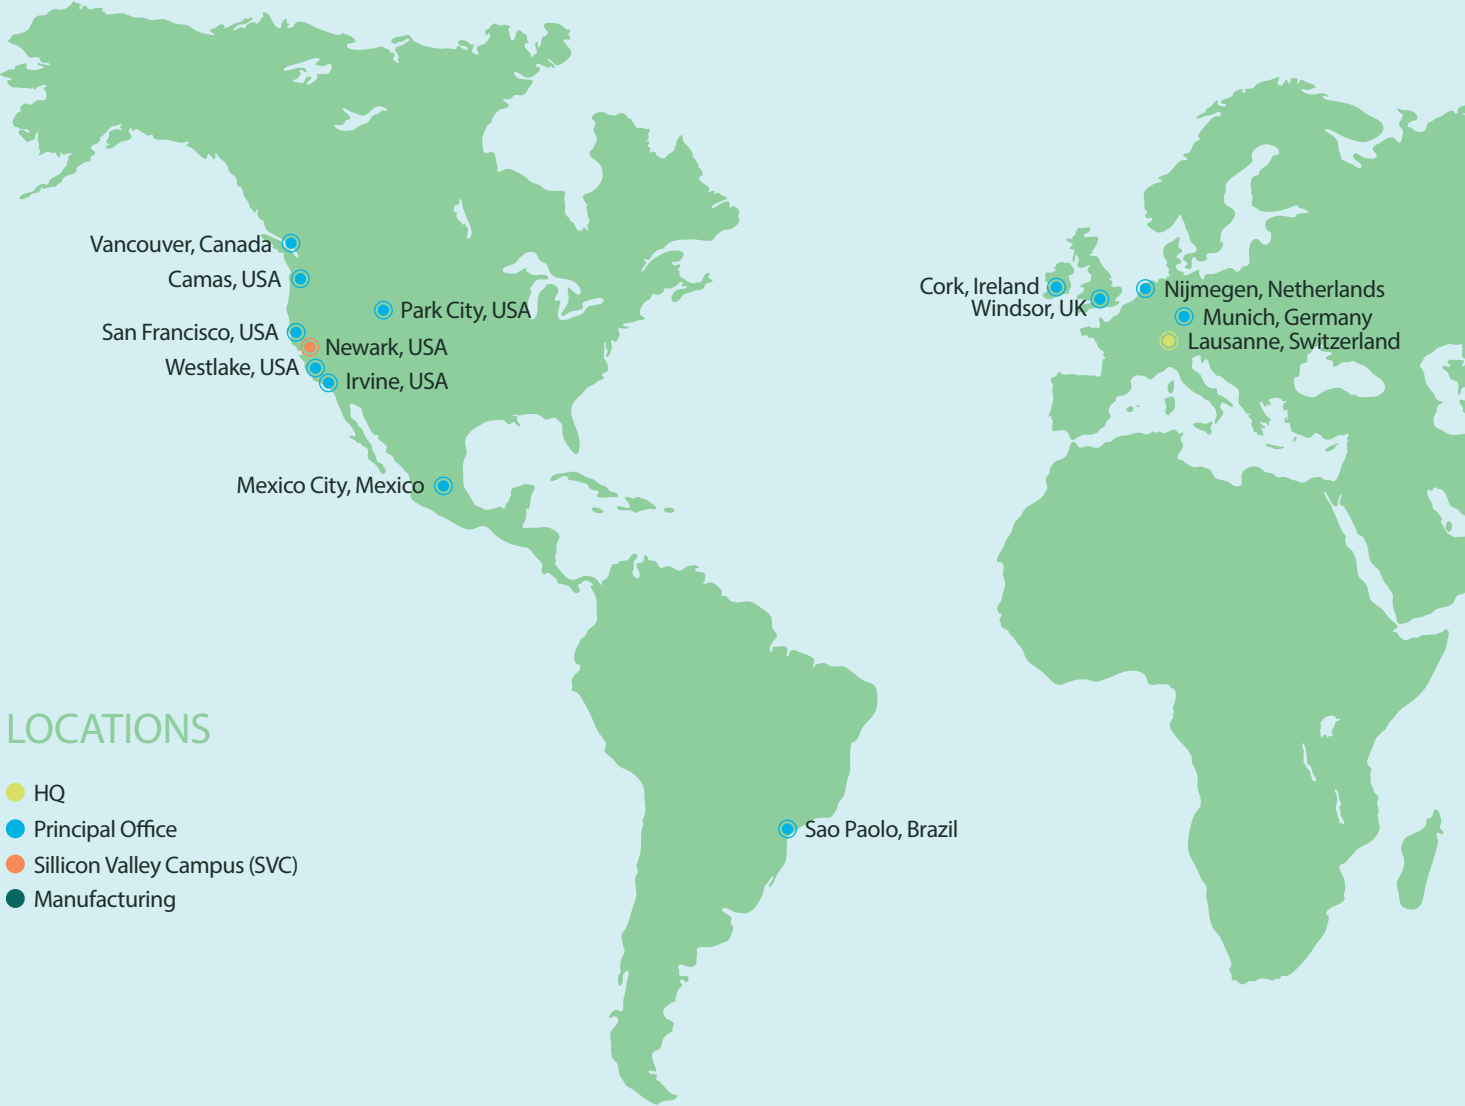 Vancouver, Canada
Camas, USA
Park City, USA
San Francisco, USA
Newark, USA
Westlake, USA
Irvine, USA
Mexico City, Mexico
Sao Paolo, Brazil
Cork, Ireland
Windsor, UK
Nijmegen, Netherlands
Munich, Germany
Lausanne, Switzerland
LOCATIONS
HQ
Principal Office
Sillicon Valley Campus (SVC)
Manufacturing